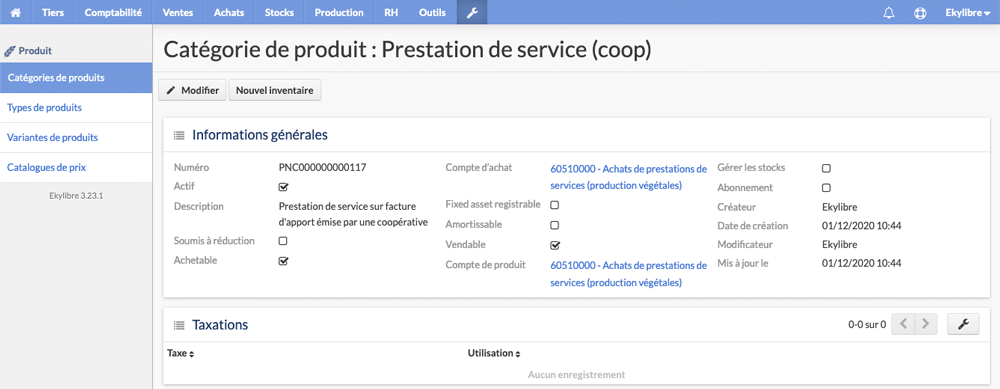 Tiers Comptabilité Ventes Achats Stocks Production RH Outils Ekylibre
Produit
Catégories de produits
Types de produits
Variantes de produits
Catalogues de prix
Ekylibre 3.23.1
Catégorie de produit : Prestation de service (coop)
Modifier Nouvel inventaire
Informations générales
Numéro PNC000000000117
Actif
Description Prestation de service sur facture
d'apport émise par une coopérative
Soumis à réduction
Achetable
Compte d'achat 60510000 - Achats de prestations de
services (production végétales)
Fixed asset registrable
Amortissable
Vendable
Compte de produit 60510000 - Achats de prestations de
services (production végétales)
Gérer les stocks
Abonnement
Créateur Ekylibre
Date de création 01/12/2020 10:44
Modificateur Ekylibre
Mis à jour le 01/12/2020 10:44
Taxations 0-0 sur 0
Taxe Utilisation
Aucun enregistrement